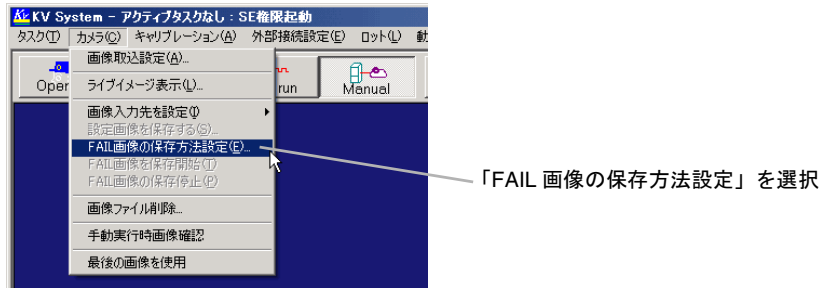 KV System - アクティブタスクなし : SE権限起動
タスク(T) カメラ(C) キャリブレーション(A) 外部接続設定(E) ロット(L)
画像取込設定(A)...
ライブイメージ表示(L)...
Oper
run
Manual
画像入力先を設定(I)
設定画像を保存する(S)...
FAIL画像の保存方法設定(E)...
FAIL画像を保存開始(T)
FAIL画像の保存停止(P)
画像ファイル削除...
手動実行時画像確認
最後の画像を使用
「FAIL 画像の保存方法設定」を選択